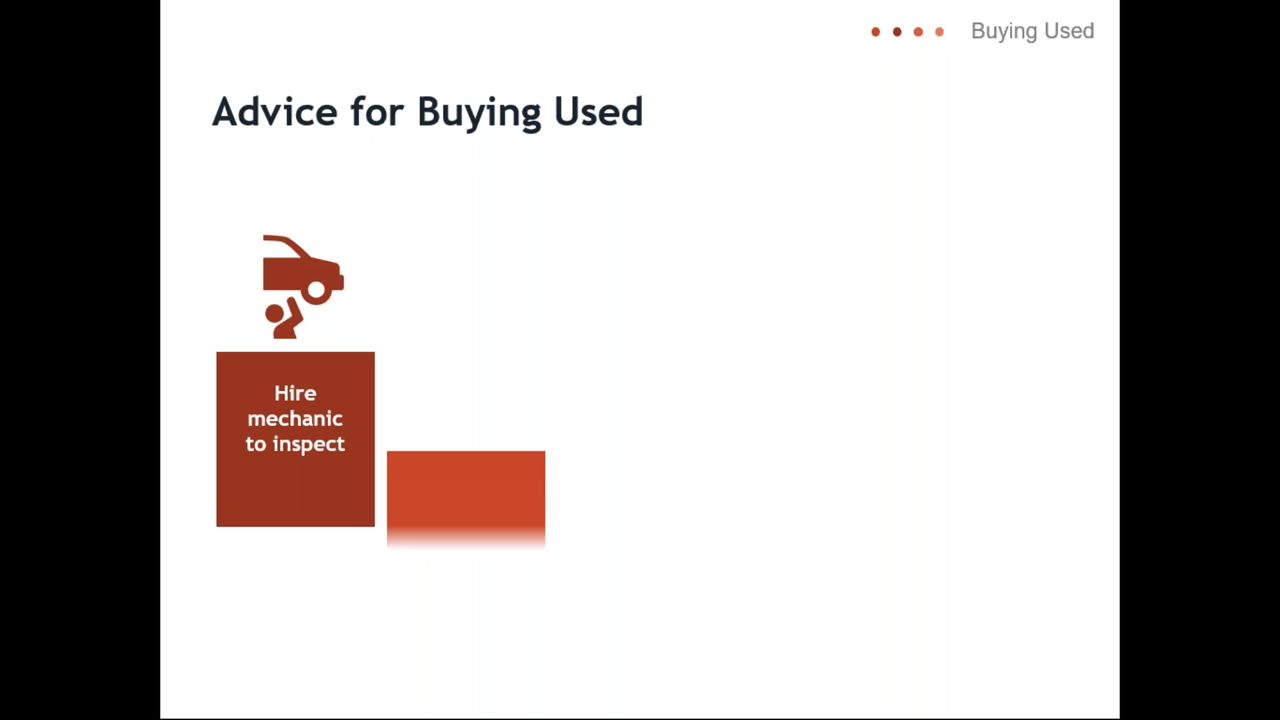 Buying Used
Advice for Buying Used
Hire
mechanic
to inspect